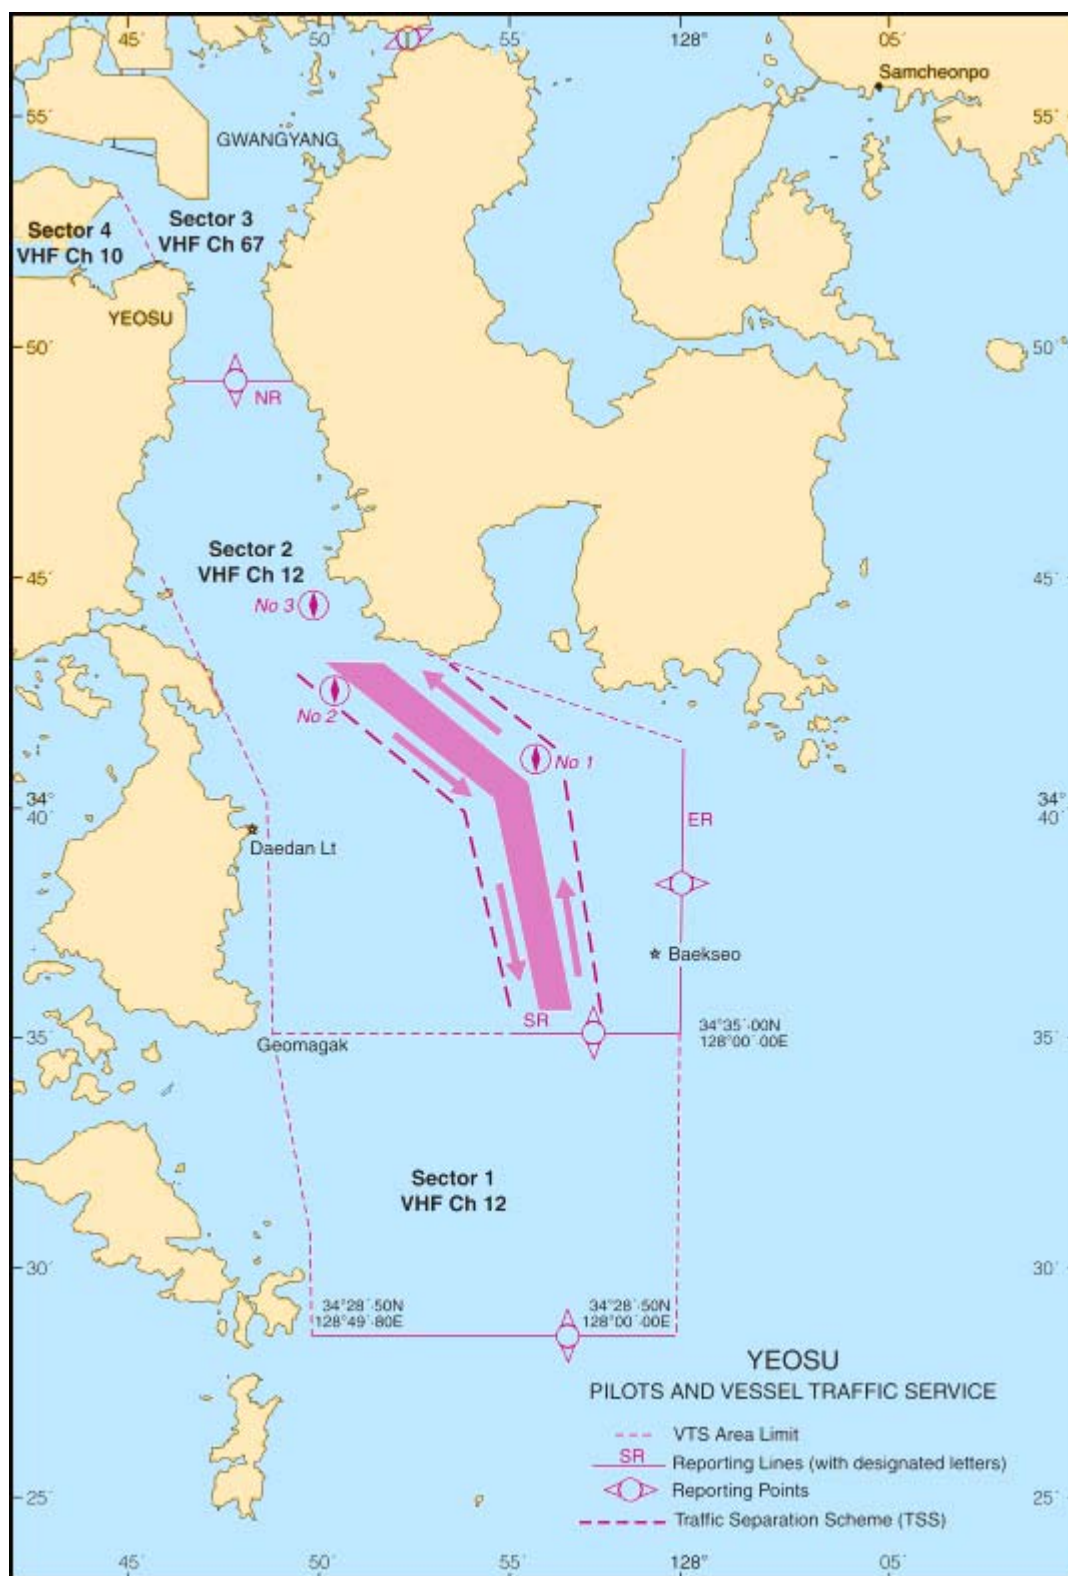 45´ 50´ 55´ 128° 05´
Samcheonpo
55´ 55´
GWANGYANG
Sector 3
VHF Ch 67
Sector 4
VHF Ch 10
YEOSU
50´ 50´
NR
Sector 2
VHF Ch 12
45´ 45´
No 3
No 2
No 1
34°
40´
34°
40´
ER
Daedan Lt
Baekseo
SR
34°35´·00N
128°00´·00E
35´ 35´
Geomagak
Sector 1
VHF Ch 12
30´ 30´
34°28´·50N
128°49´·80E
34°28´·50N
128°00´·00E
YEOSU
PILOTS AND VESSEL TRAFFIC SERVICE
VTS Area Limit
SR
Reporting Lines (with designated letters)
Reporting Points
Traffic Separation Scheme (TSS)
25´ 25´
45´ 50´ 55´ 128° 05´